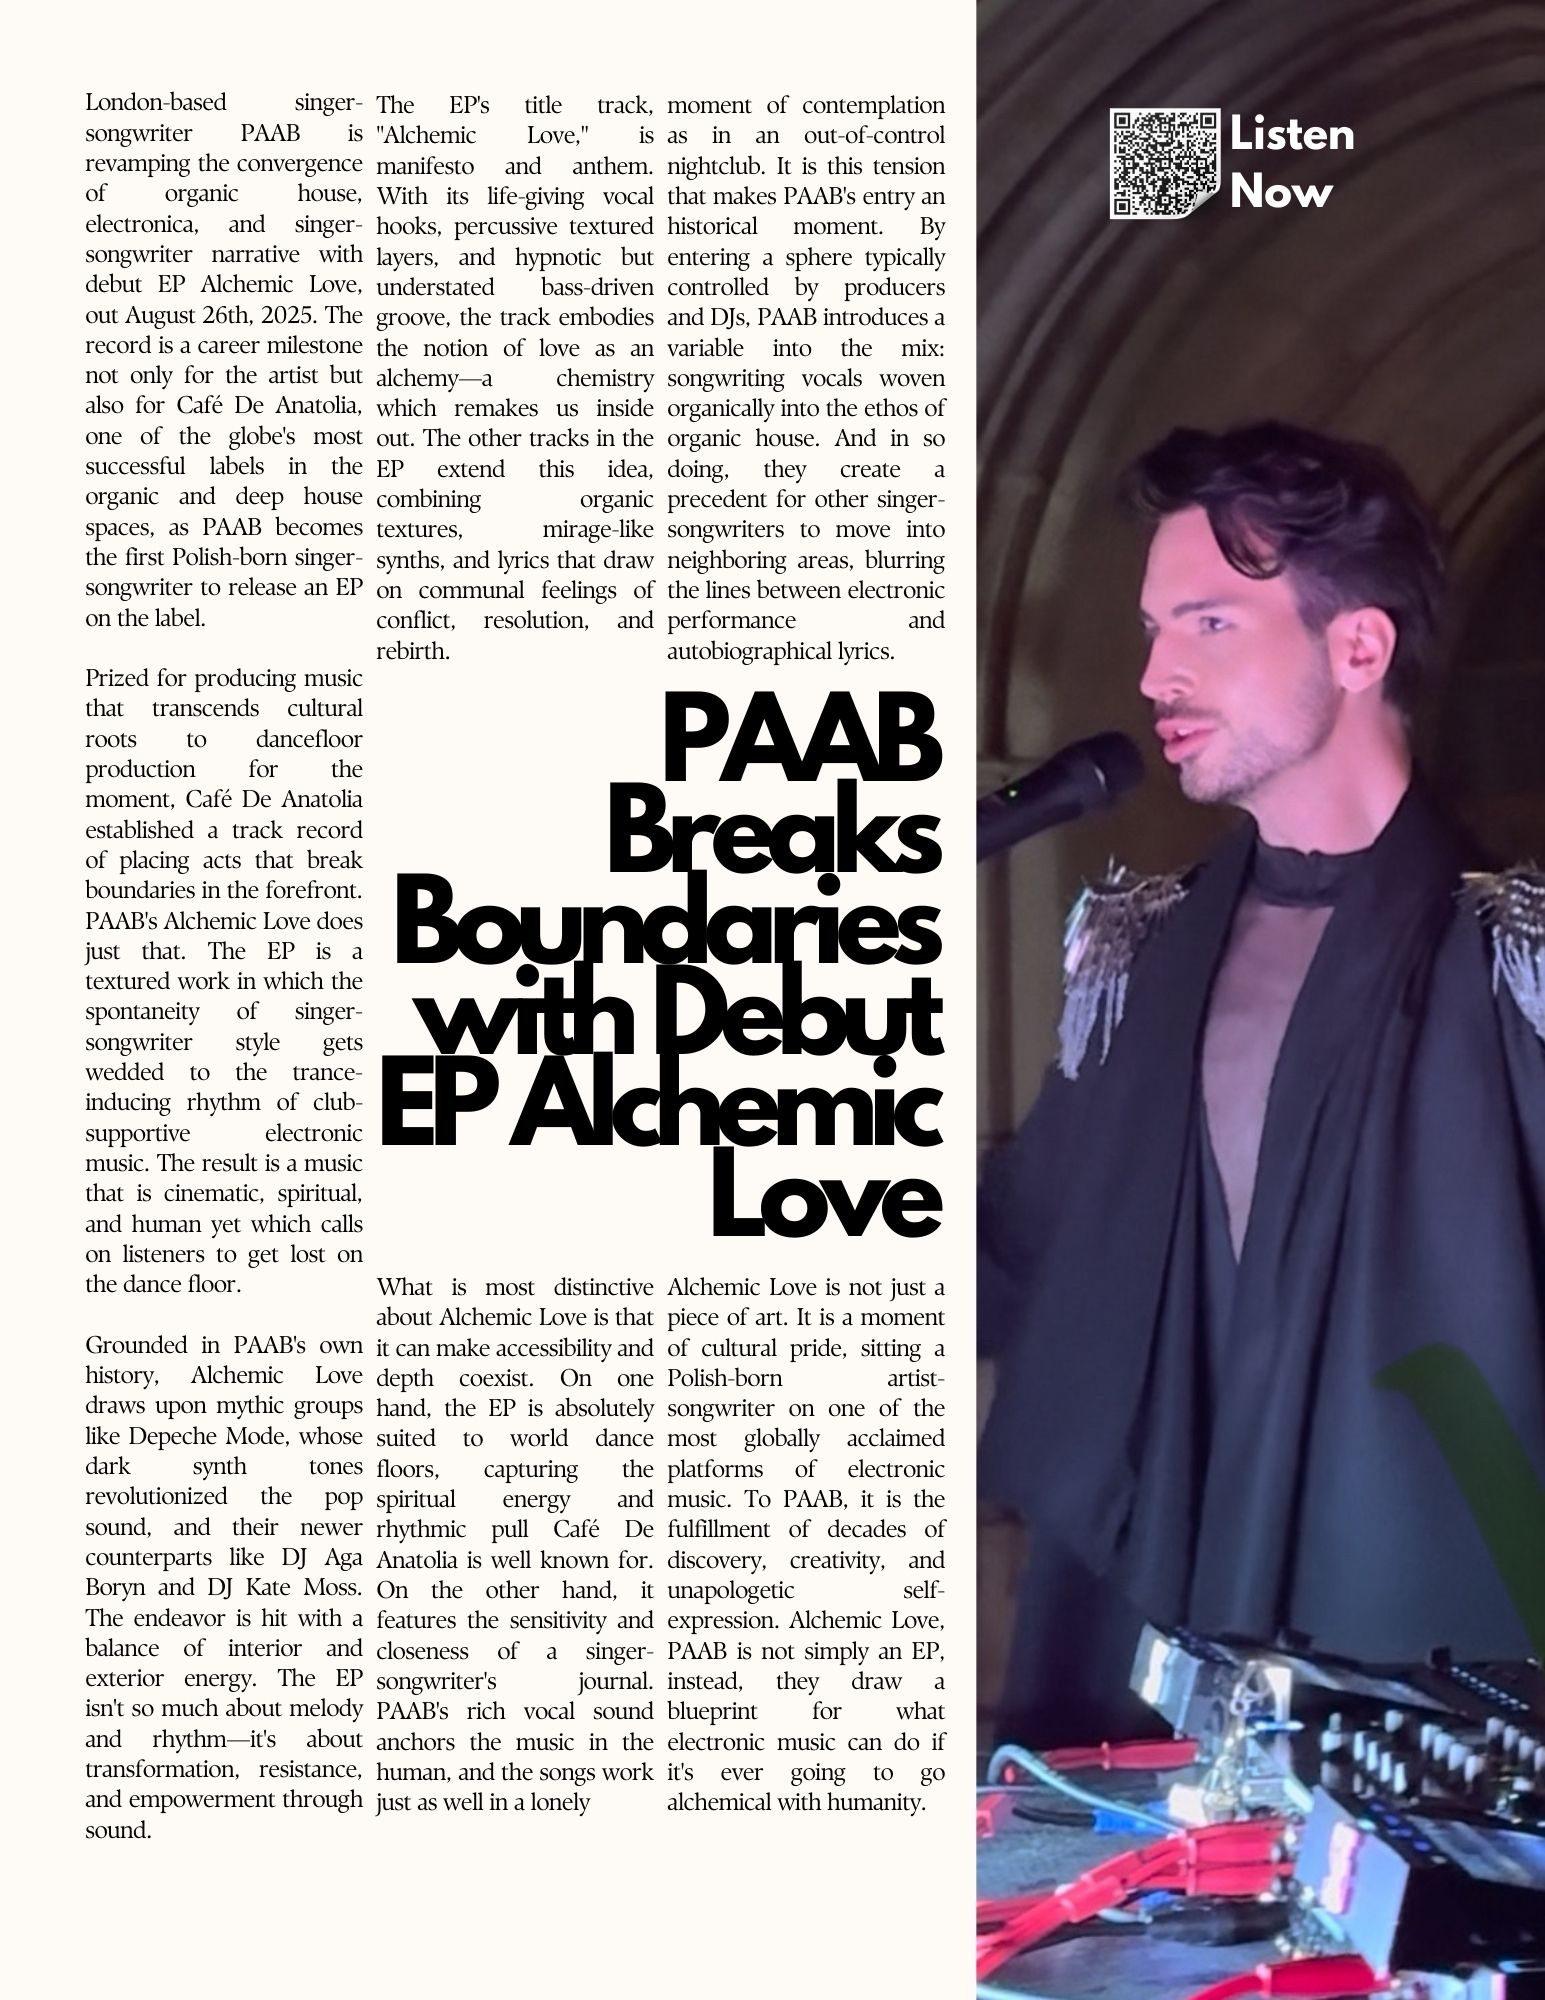 London-based singer-
songwriter PAAB is
revamping the convergence
of organic house,
electronica, and singer-
songwriter narrative with
debut EP Alchemic Love,
out August 26th, 2025. The
record is a career milestone
not only for the artist but
also for Café De Anatolia,
one of the globe's most
successful labels in the
organic and deep house
spaces, as PAAB becomes
the first Polish-born singer-
songwriter to release an EP
on the label.
Prized for producing music
that transcends cultural
roots to dancefloor
production for the
moment, Café De Anatolia
established a track record
of placing acts that break
boundaries in the forefront.
PAAB's Alchemic Love does
just that. The EP is a
textured work in which the
spontaneity of singer-
songwriter style gets
wedded to the trance-
inducing rhythm of club-
supportive electronic
music. The result is a music
that is cinematic, spiritual,
and human yet which calls
on listeners to get lost on
the dance floor.
Grounded in PAAB's own
history, Alchemic Love
draws upon mythic groups
like Depeche Mode, whose
dark synth tones
revolutionized the pop
sound, and their newer
counterparts like DJ Aga
Boryn and DJ Kate Moss.
The endeavor is hit with a
balance of interior and
exterior energy. The EP
isn't so much about melody
and rhythm—it's about
transformation, resistance,
and empowerment through
sound.
The EP's title track,
"Alchemic Love," is
manifesto and anthem.
With its life-giving vocal
hooks, percussive textured
layers, and hypnotic but
understated bass-driven
groove, the track embodies
the notion of love as an
alchemy—a chemistry
which remakes us inside
out. The other tracks in the
EP extend this idea,
combining organic
textures, mirage-like
synths, and lyrics that draw
on communal feelings of
conflict, resolution, and
rebirth.
What is most distinctive
about Alchemic Love is that
it can make accessibility and
depth coexist. On one
hand, the EP is absolutely
suited to world dance
floors, capturing the
spiritual energy and
rhythmic pull Café De
Anatolia is well known for.
On the other hand, it
features the sensitivity and
closeness of a singer-
songwriter's journal.
PAAB's rich vocal sound
anchors the music in the
human, and the songs work
just as well in a lonely
moment of contemplation
as in an out-of-control
nightclub. It is this tension
that makes PAAB's entry an
historical moment. By
entering a sphere typically
controlled by producers
and DJs, PAAB introduces a
variable into the mix:
songwriting vocals woven
organically into the ethos of
organic house. And in so
doing, they create a
precedent for other singer-
songwriters to move into
neighboring areas, blurring
the lines between electronic
performance and
autobiographical lyrics.
Alchemic Love is not just a
piece of art. It is a moment
of cultural pride, sitting a
Polish-born artist-
songwriter on one of the
most globally acclaimed
platforms of electronic
music. To PAAB, it is the
fulfillment of decades of
discovery, creativity, and
unapologetic self-
expression. Alchemic Love,
PAAB is not simply an EP,
instead, they draw a
blueprint for what
electronic music can do if
it's ever going to go
alchemical with humanity.
PAAB
Breaks
Boundaries
with Debut
EP Alchemic
Love
Listen
Now